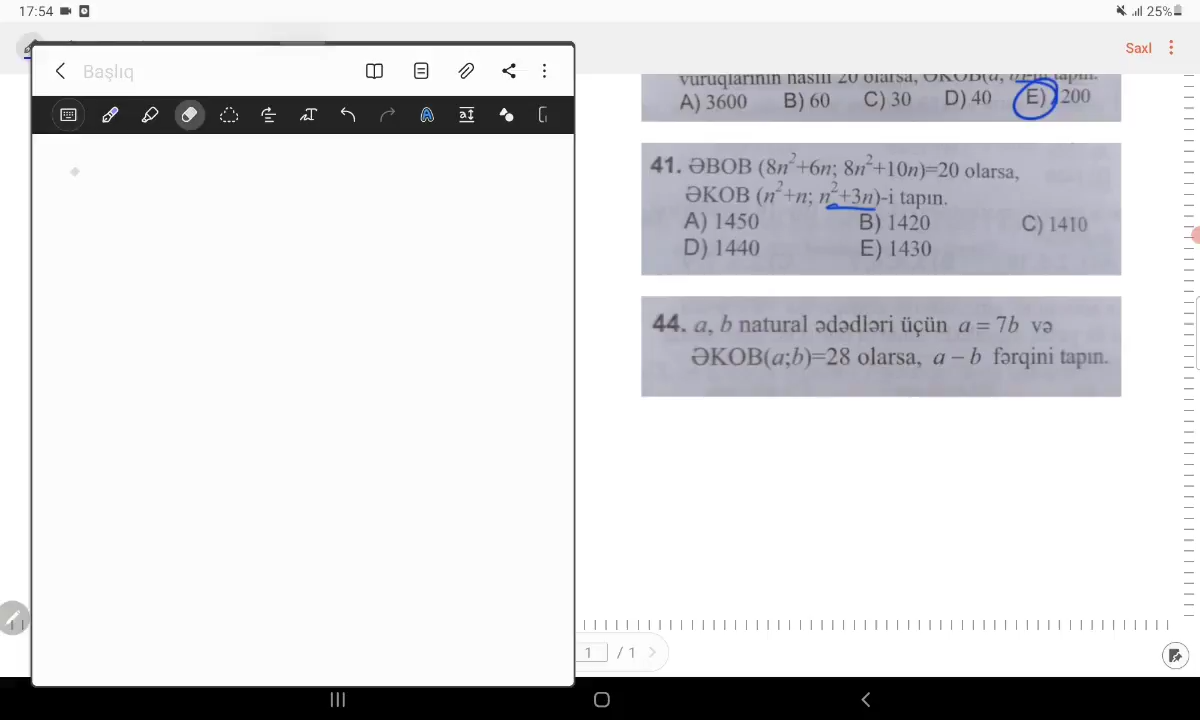 17:54
25%
Başlıq
Saxl
vuruqlarının hasili 20 olarsa, ƏKOB(a,
A) 3600 B) 60 C) 30 D) 40 E) 1200
41. ƏBOB (8n²+6n; 8n²+10n)=20 olarsa,
ƏKOB (n²+n; n²+3n)-i tapın.
A) 1450 B) 1420 C) 1410
D) 1440 E) 1430
44. a, b natural ədədləri üçün a = 7b və
ƏKOB(a;b)=28 olarsa, a – b fərqini tapın.
1 / 1